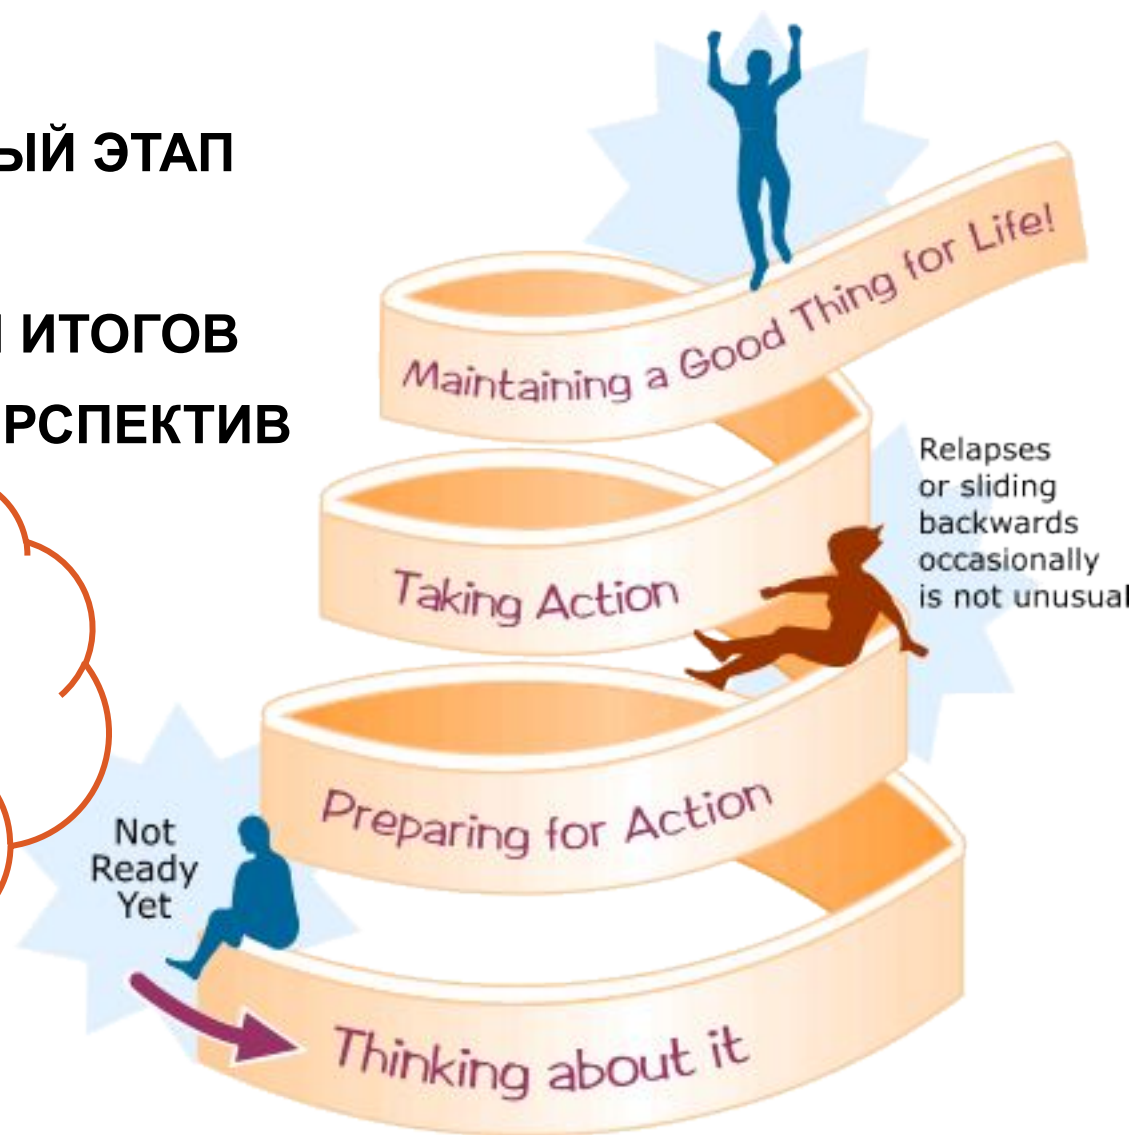 ЫЙ ЭТАП
ИТОГОВ
РСПЕКТИВ
Maintaining a Good Thing for Life!
Relapses
or sliding
backwards
occasionally
is not unusual
Taking Action
Preparing for Action
Not
Ready
Yet
Thinking about it